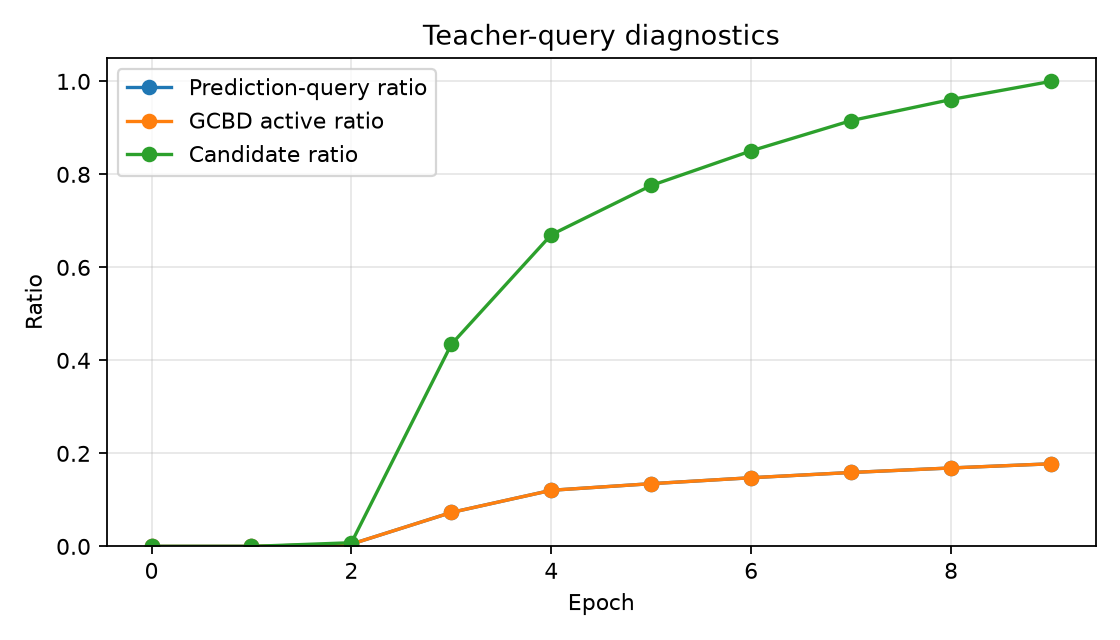 Teacher-query diagnostics
Prediction-query ratio
GCBD active ratio
Candidate ratio
1.0
0.8
0.6
0.4
0.2
0.0
Ratio
0 2 4 6 8
Epoch